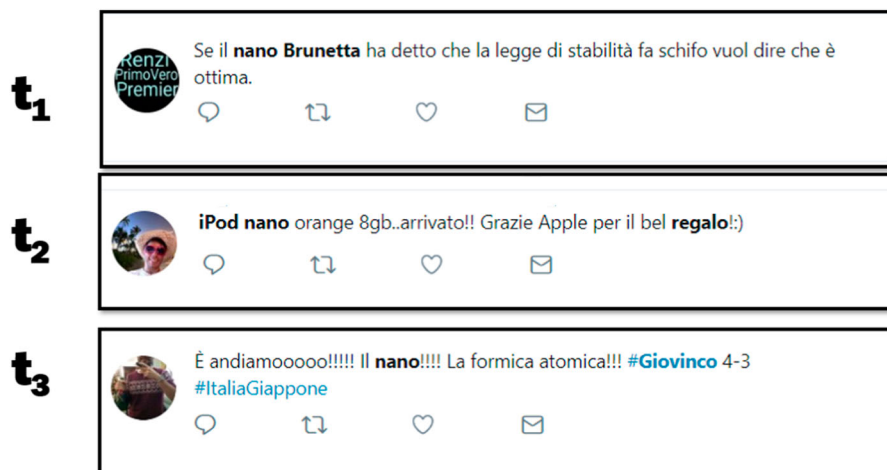 t1
Renzi
PrimoVero
Premier
Se il nano Brunetta ha detto che la legge di stabilità fa schifo vuol dire che è
ottima.
t2
iPod nano orange 8gb..arrivato!! Grazie Apple per il bel regalo!:)
t3
È andiamooooo!!!!! Il nano!!!! La formica atomica!!! #Giovinco 4-3
#ItaliaGiappone